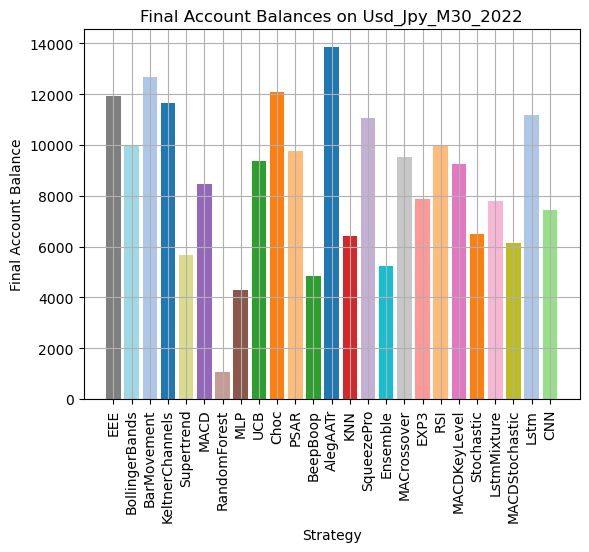 Final Account Balances on Usd_Jpy_M30_2022
14000
12000
10000
8000
6000
4000
2000
0
Final Account Balance
EEE
BollingerBands
BarMovement
KeltnerChannels
Supertrend
MACD
RandomForest
MLP
UCB
Choc
PSAR
BeepBoop
AlegAATr
KNN
SqueezePro
Ensemble
MACrossover
EXP3
RSI
MACDKeyLevel
Stochastic
LstmMixture
MACDStochastic
Lstm
CNN
Strategy